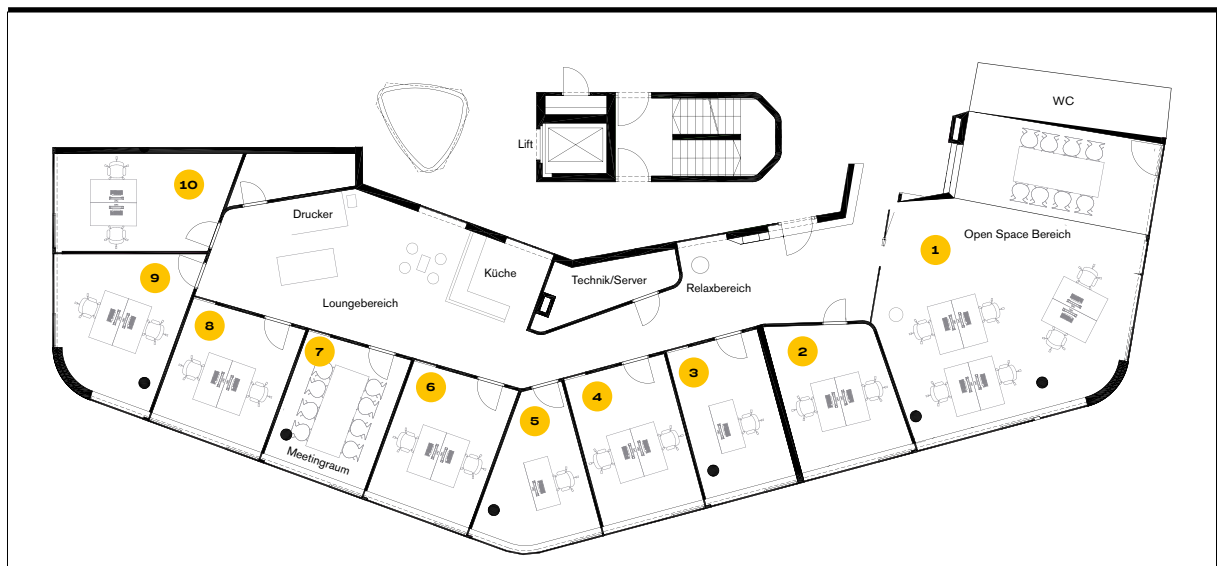 WC
Lift
10
Drucker
1
Open Space Bereich
9
Küche
Technik/Server
Relaxbereich
Loungebereich
8
7
2
3
6
4
5
Meetingraum